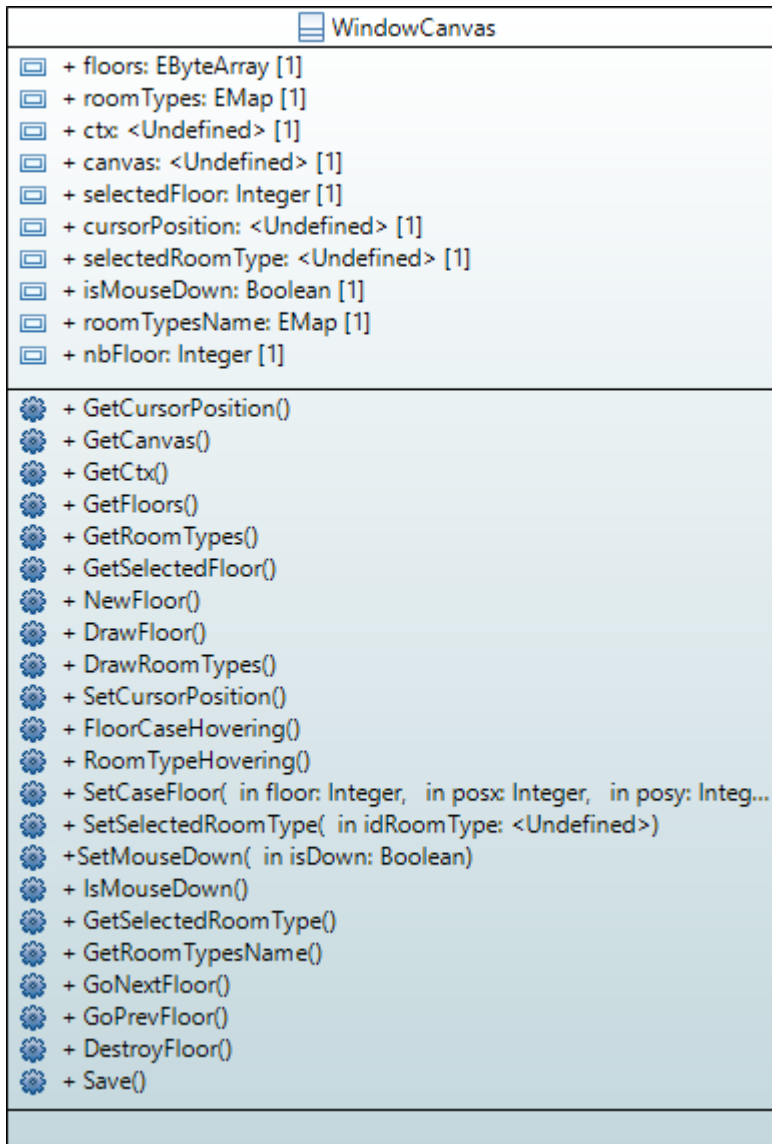 WindowCanvas
+ floors: EByteArray [1]
+ roomTypes: EMap [1]
+ ctx: <Undefined> [1]
+ canvas: <Undefined> [1]
+ selectedFloor: Integer [1]
+ cursorPosition: <Undefined> [1]
+ selectedRoomType: <Undefined> [1]
+ isMouseDown: Boolean [1]
+ roomTypesName: EMap [1]
+ nbFloor: Integer [1]
+ GetCursorPosition()
+ GetCanvas()
+ GetCtx()
+ GetFloors()
+ GetRoomTypes()
+ GetSelectedFloor()
+ NewFloor()
+ DrawFloor()
+ DrawRoomTypes()
+ SetCursorPosition()
+ FloorCaseHovering()
+ RoomTypeHovering()
+ SetCaseFloor( in floor: Integer, in posx: Integer, in posy: Integ...
+ SetSelectedRoomType( in idRoomType: <Undefined>)
+SetMouseDown( in isDown: Boolean)
+ IsMouseDown()
+ GetSelectedRoomType()
+ GetRoomTypesName()
+ GoNextFloor()
+ GoPrevFloor()
+ DestroyFloor()
+ Save()